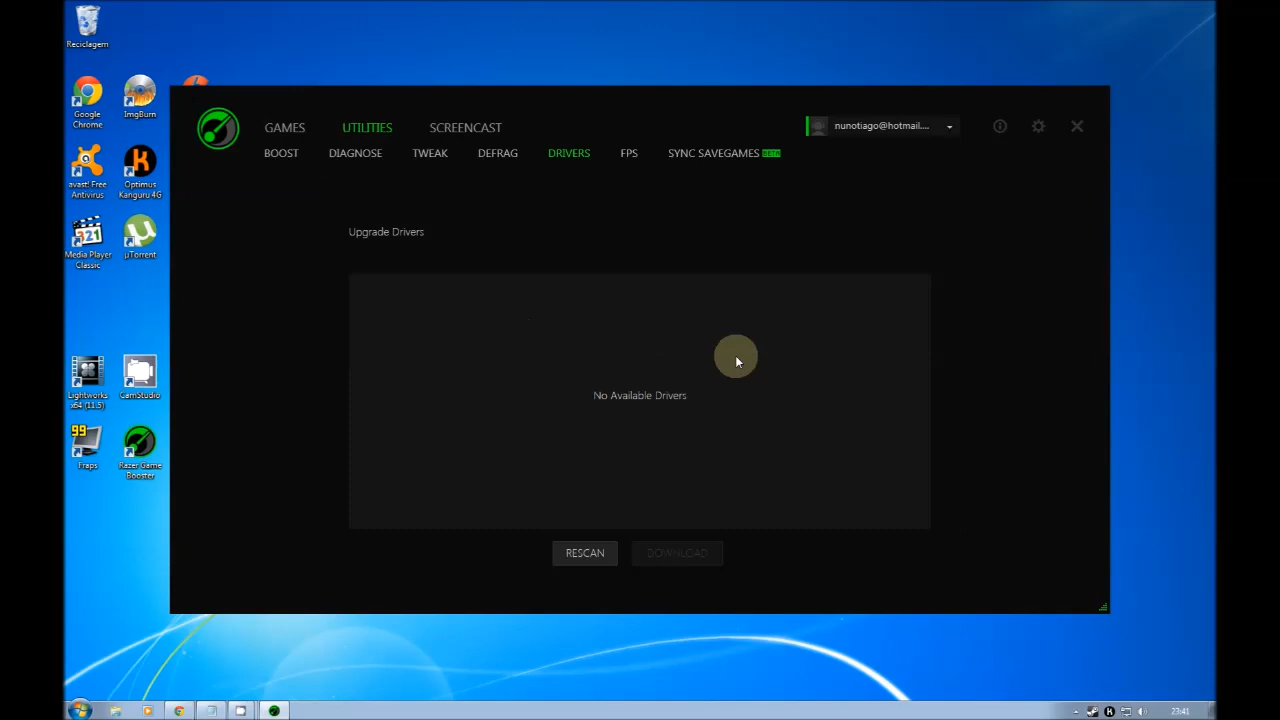 Reciclagem
Google
Chrome
ImgBurn
avast! Free
Antivirus
Optimus
Kanguru 4G
321
Media Player
Classic
µTorrent
Lightworks
x64 (11.5)
CamStudio
99
Fraps
Razer Game
Booster
GAMES UTILITIES SCREENCAST
nunotiago@hotmail....
BOOST DIAGNOSE TWEAK DEFRAG DRIVERS FPS SYNC SAVEGAMES BETA
Upgrade Drivers
No Available Drivers
RESCAN DOWNLOAD
23:41